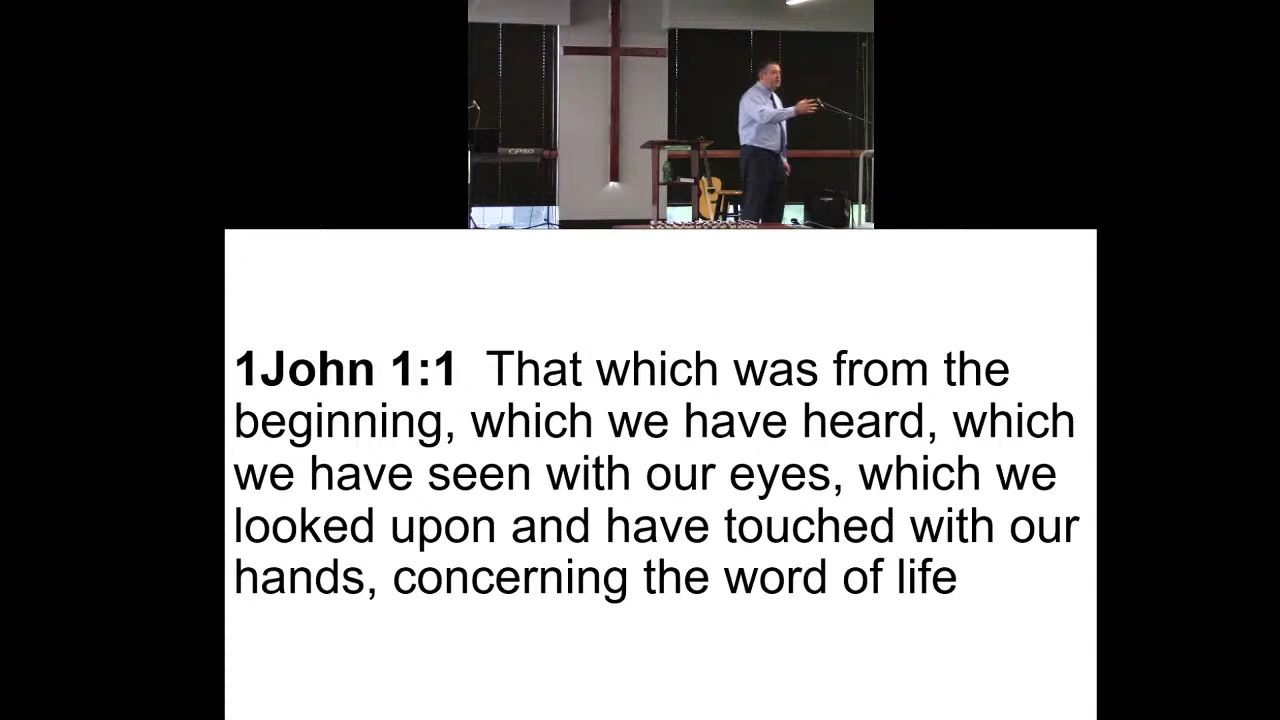 CP50
1John 1:1  That which was from the
beginning, which we have heard, which
we have seen with our eyes, which we
looked upon and have touched with our
hands, concerning the word of life